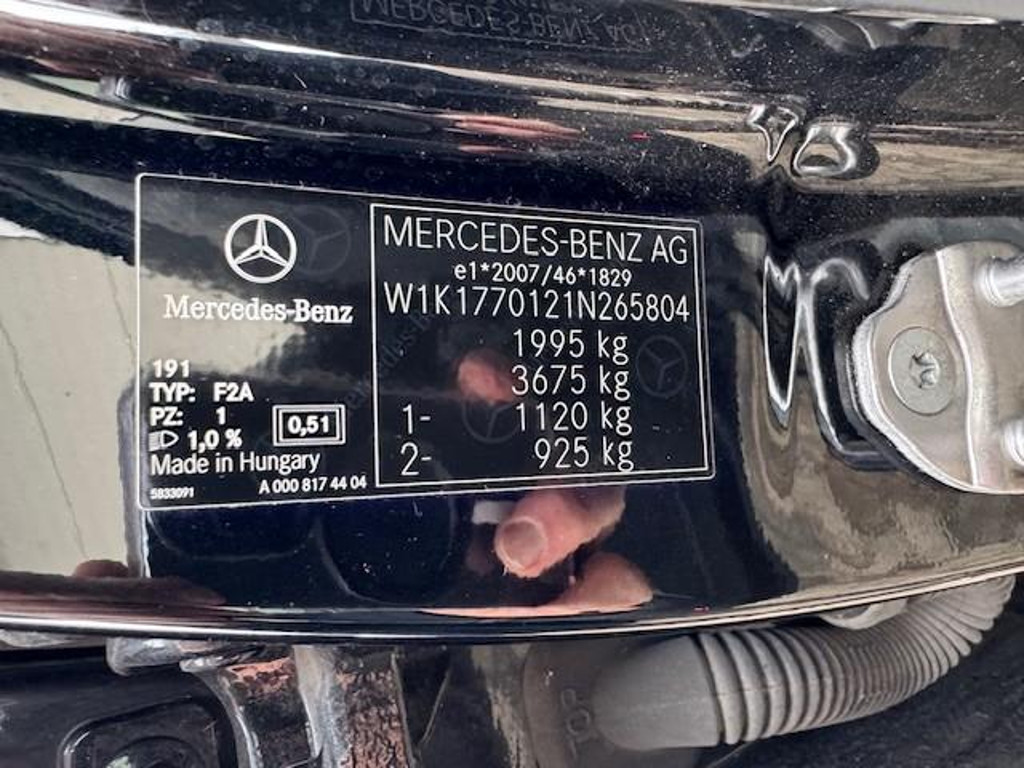 Mercedes-Benz
191
TYP: F2A
PZ: 1
1,0 %
0,51
Made in Hungary
5833091
A 000 817 44 04
MERCEDES-BENZ AG
e1*2007/46*1829
W1K1770121N265804
1995 kg
3675 kg
1- 1120 kg
2- 925 kg